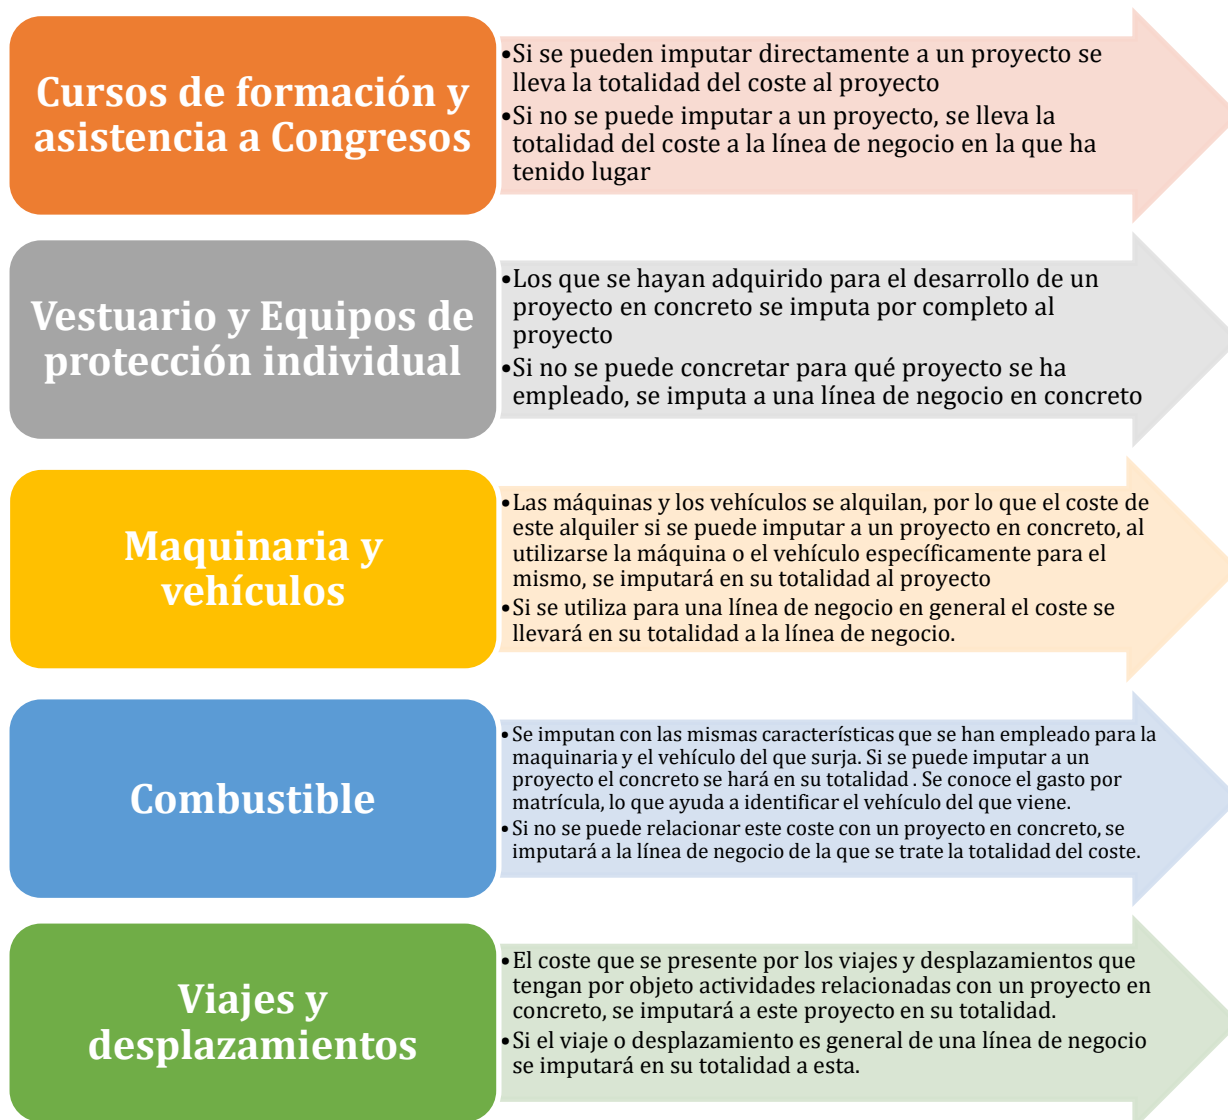 Cursos de formación y
asistencia a Congresos
•Si se pueden imputar directamente a un proyecto se
lleva la totalidad del coste al proyecto
•Si no se puede imputar a un proyecto, se lleva la
totalidad del coste a la línea de negocio en la que ha
tenido lugar
Vestuario y Equipos de
protección individual
•Los que se hayan adquirido para el desarrollo de un
proyecto en concreto se imputa por completo al
proyecto
•Si no se puede concretar para qué proyecto se ha
empleado, se imputa a una línea de negocio en concreto
Maquinaria y
vehículos
•Las máquinas y los vehículos se alquilan, por lo que el coste de
este alquiler si se puede imputar a un proyecto en concreto, al
utilizarse la máquina o el vehículo específicamente para el
mismo, se imputará en su totalidad al proyecto
•Si se utiliza para una línea de negocio en general el coste se
llevará en su totalidad a la línea de negocio.
Combustible
•Se imputan con las mismas características que se han empleado para la
maquinaria y el vehículo del que surja. Si se puede imputar a un
proyecto el concreto se hará en su totalidad . Se conoce el gasto por
matrícula, lo que ayuda a identificar el vehículo del que viene.
•Si no se puede relacionar este coste con un proyecto en concreto, se
imputará a la línea de negocio de la que se trate la totalidad del coste.
Viajes y
desplazamientos
•El coste que se presente por los viajes y desplazamientos que
tengan por objeto actividades relacionadas con un proyecto en
concreto, se imputará a este proyecto en su totalidad.
•Si el viaje o desplazamiento es general de una línea de negocio
se imputará en su totalidad a esta.